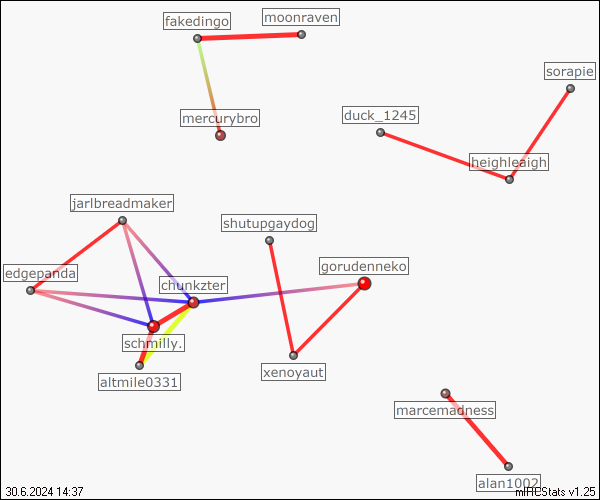 fakedingo
moonraven
sorapie
mercurybro
duck_1245
heighleaigh
jarlbreadmaker
shutupgaydog
edgepanda
gorudenneko
chunkzter
schmilly.
altmile0331
xenoyaut
marcemadness
alan1002
30.6.2024 14:37
mIRCStats v1.25